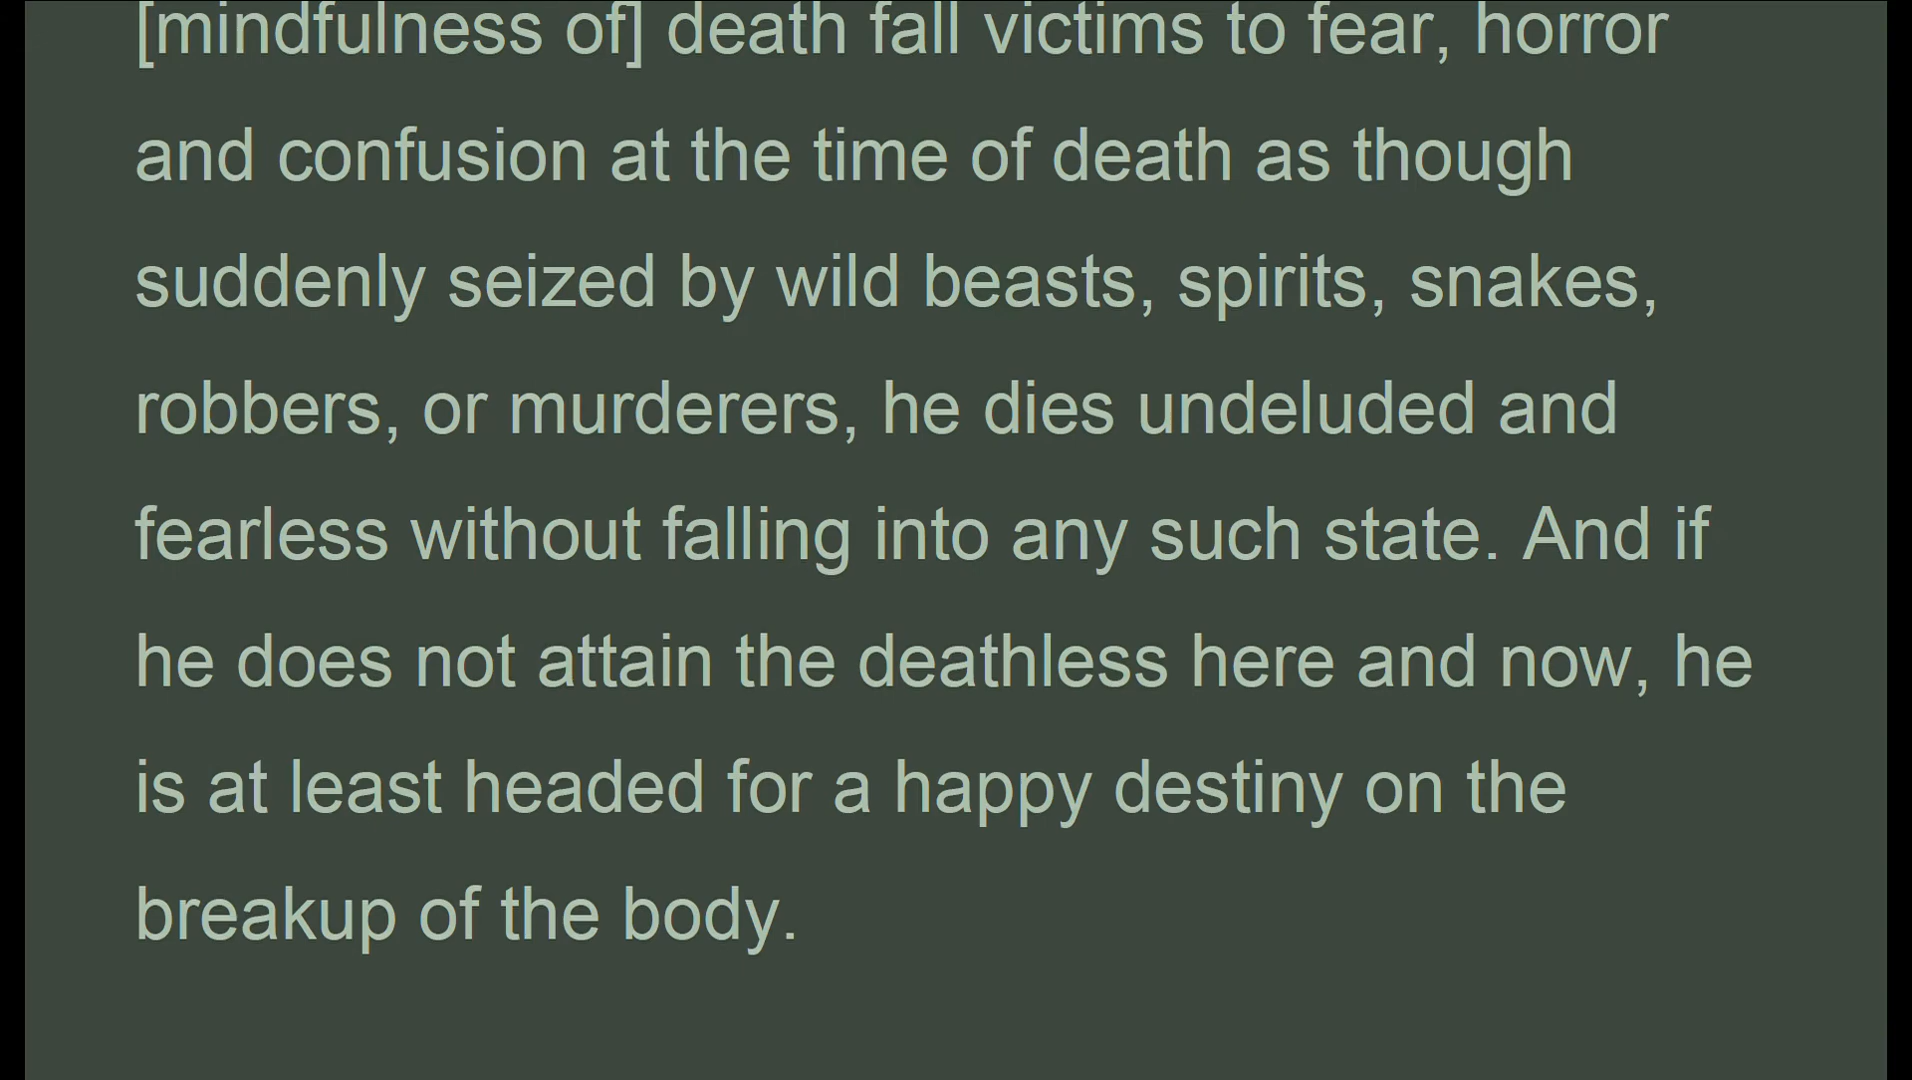 [mindfulness of] death fall victims to fear, horror
and confusion at the time of death as though
suddenly seized by wild beasts, spirits, snakes,
robbers, or murderers, he dies undeluded and
fearless without falling into any such state. And if
he does not attain the deathless here and now, he
is at least headed for a happy destiny on the
breakup of the body.